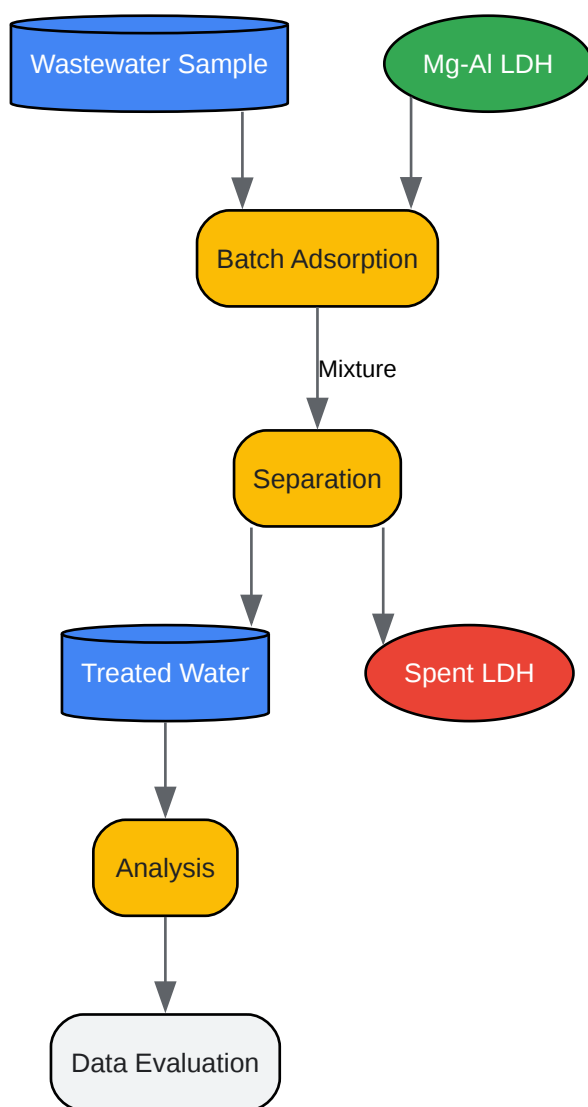 Wastewater Sample
Mg-Al LDH
Batch Adsorption
Mixture
Separation
Treated Water
Spent LDH
Analysis
Data Evaluation